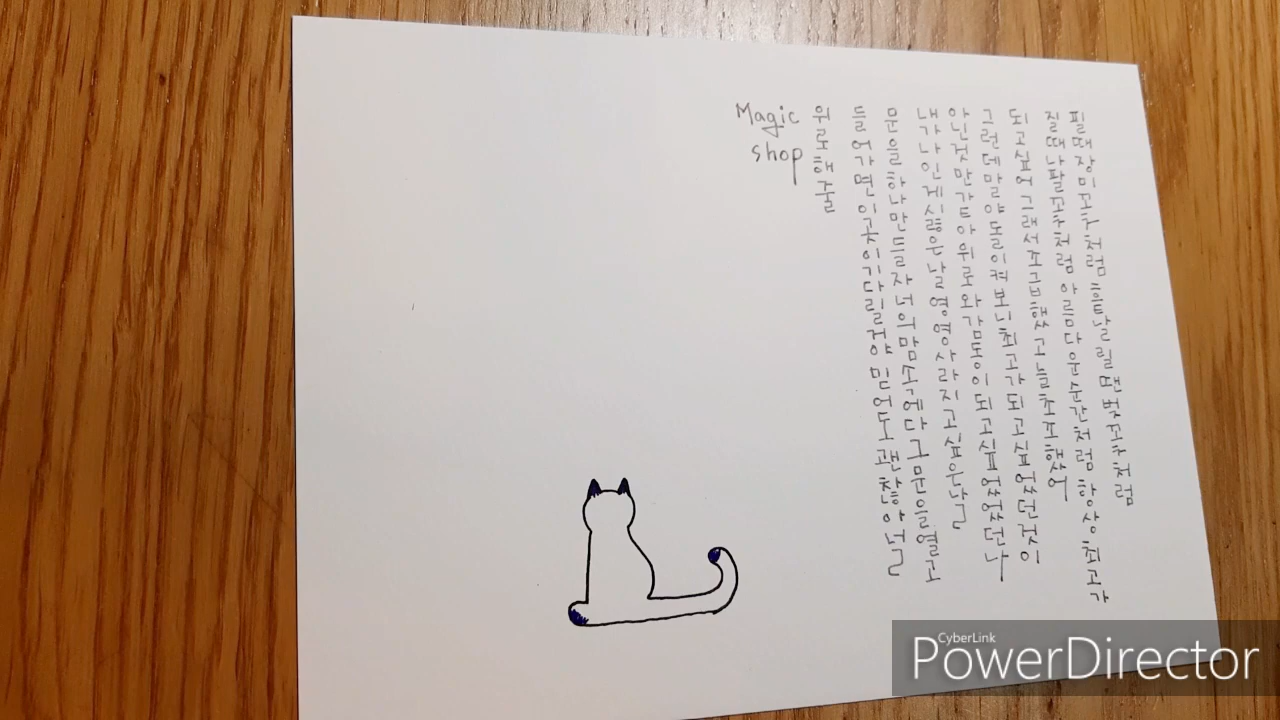 필때장미꽃처럼 흩날릴땐벚꽃처럼
질때나팔꽃처럼 아름다운순간처럼 항상 최고가
되고싶어 그래서조급했고 늘초조했어
그런데말야 돌이켜보니최고가되고싶었던것이
아닌것만같아 위로와감동이되고싶었었던나
내가나인게싫은날영영사라지고싶은날
문을하나만들자너의맘속에다 그문을열고
들어가면이곳이기다릴거야 믿어도괜찮아널
위로해줄
Magic
shop
CyberLink
PowerDirector